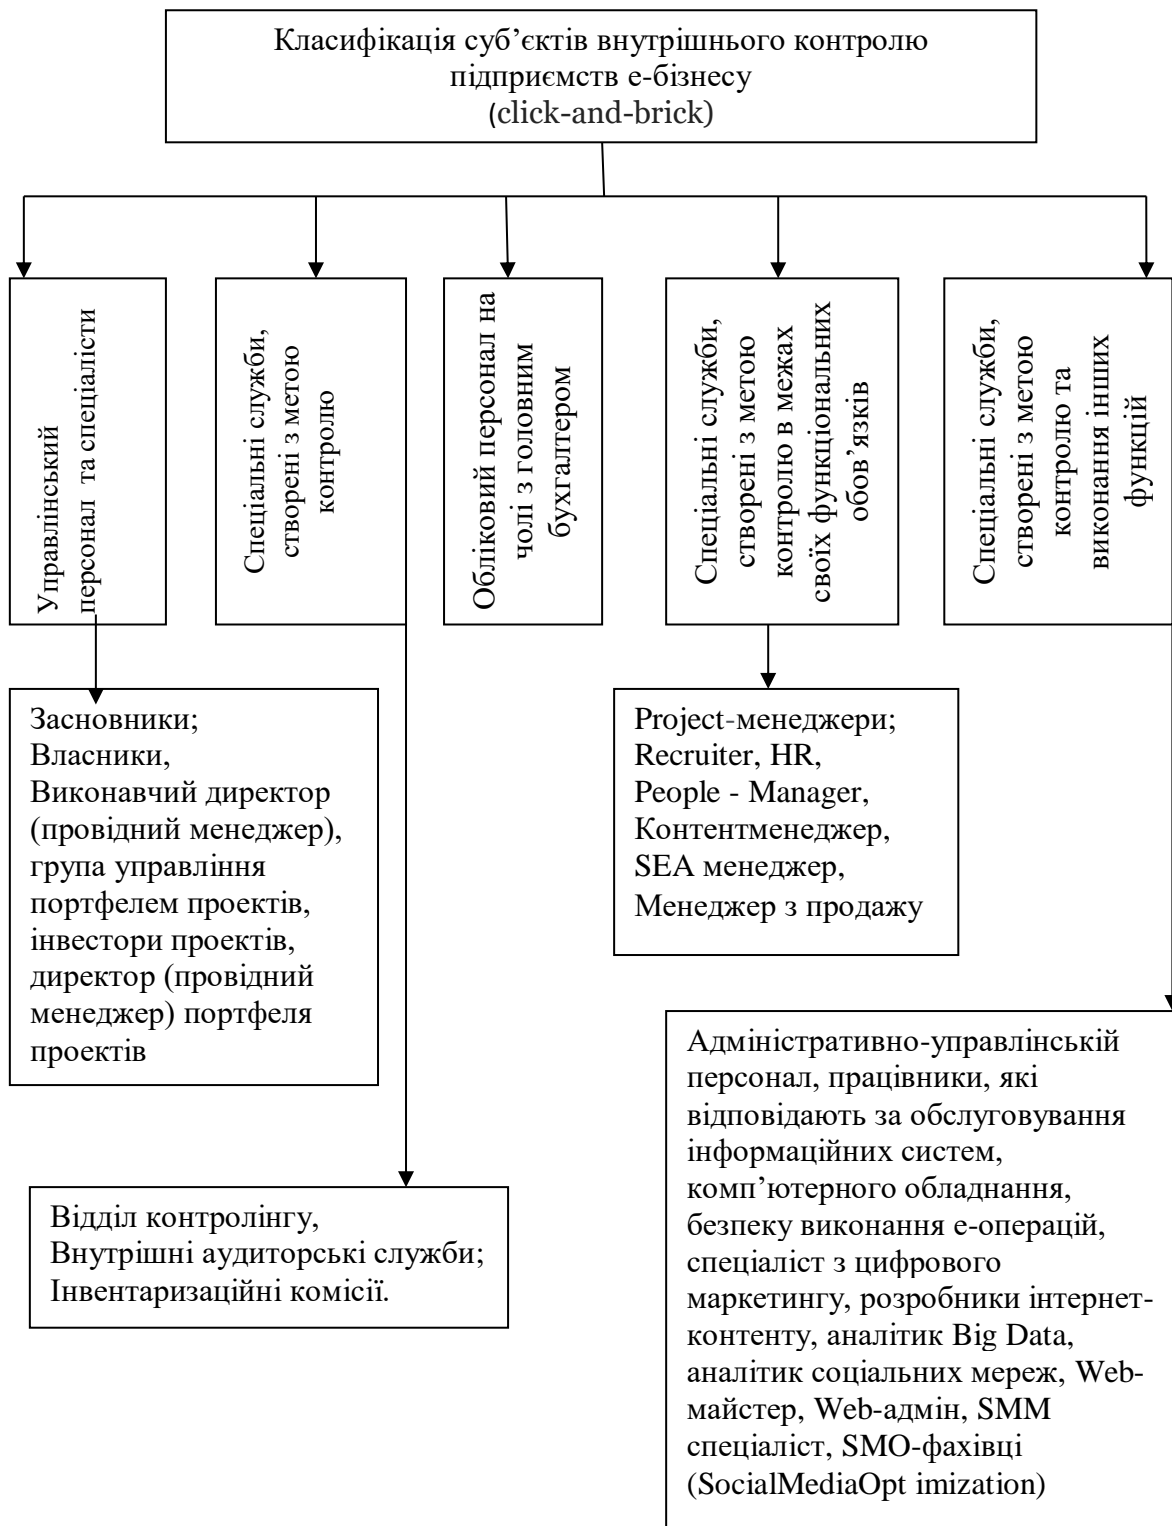 Класифікація суб’єктів внутрішнього контролю
підприємств е-бізнесу
(click-and-brick)
Управлінський
персонал та спеціалісти
Спеціальні служби,
створені з метою
контролю
Обліковий персонал на
чолі з головним
бухгалтером
Спеціальні служби,
створені з метою
контролю в межах
своїх функціональних
обов’язків
Спеціальні служби,
створені з метою
контролю та
виконання інших
функцій
Засновники;
Власники,
Виконавчий директор
(провідний менеджер),
група управління
портфелем проектів,
інвестори проектів,
директор (провідний
менеджер) портфеля
проектів
Project-менеджери;
Recruiter, HR,
People - Manager,
Контентменеджер,
SEA менеджер,
Менеджер з продажу
Відділ контролінгу,
Внутрішні аудиторські служби;
Інвентаризаційні комісії.
Адміністративно-управлінській
персонал, працівники, які
відповідають за обслуговування
інформаційних систем,
комп’ютерного обладнання,
безпеку виконання е-операцій,
спеціаліст з цифрового
маркетингу, розробники інтернет-
контенту, аналітик Big Data,
аналітик соціальних мереж, Web-
майстер, Web-адмін, SMM
спеціаліст, SMO-фахівці
(SocialMediaOpt imization)